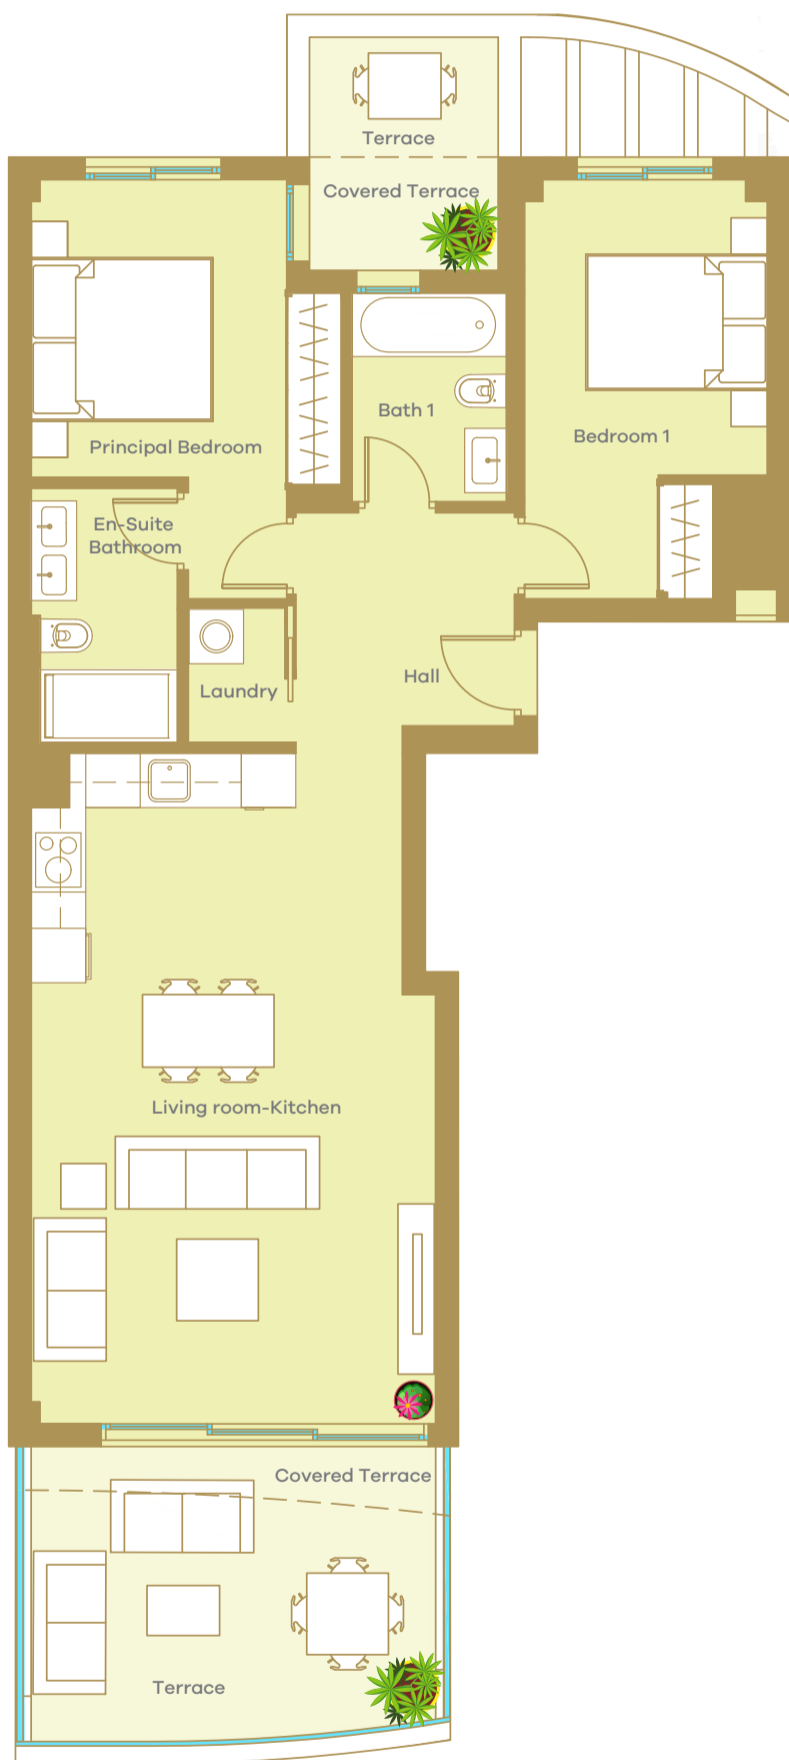 Terrace
Covered Terrace
Bath 1
Bedroom 1
Principal Bedroom
En-Suite
Bathroom
Hall
Laundry
Living room-Kitchen
Covered Terrace
Terrace